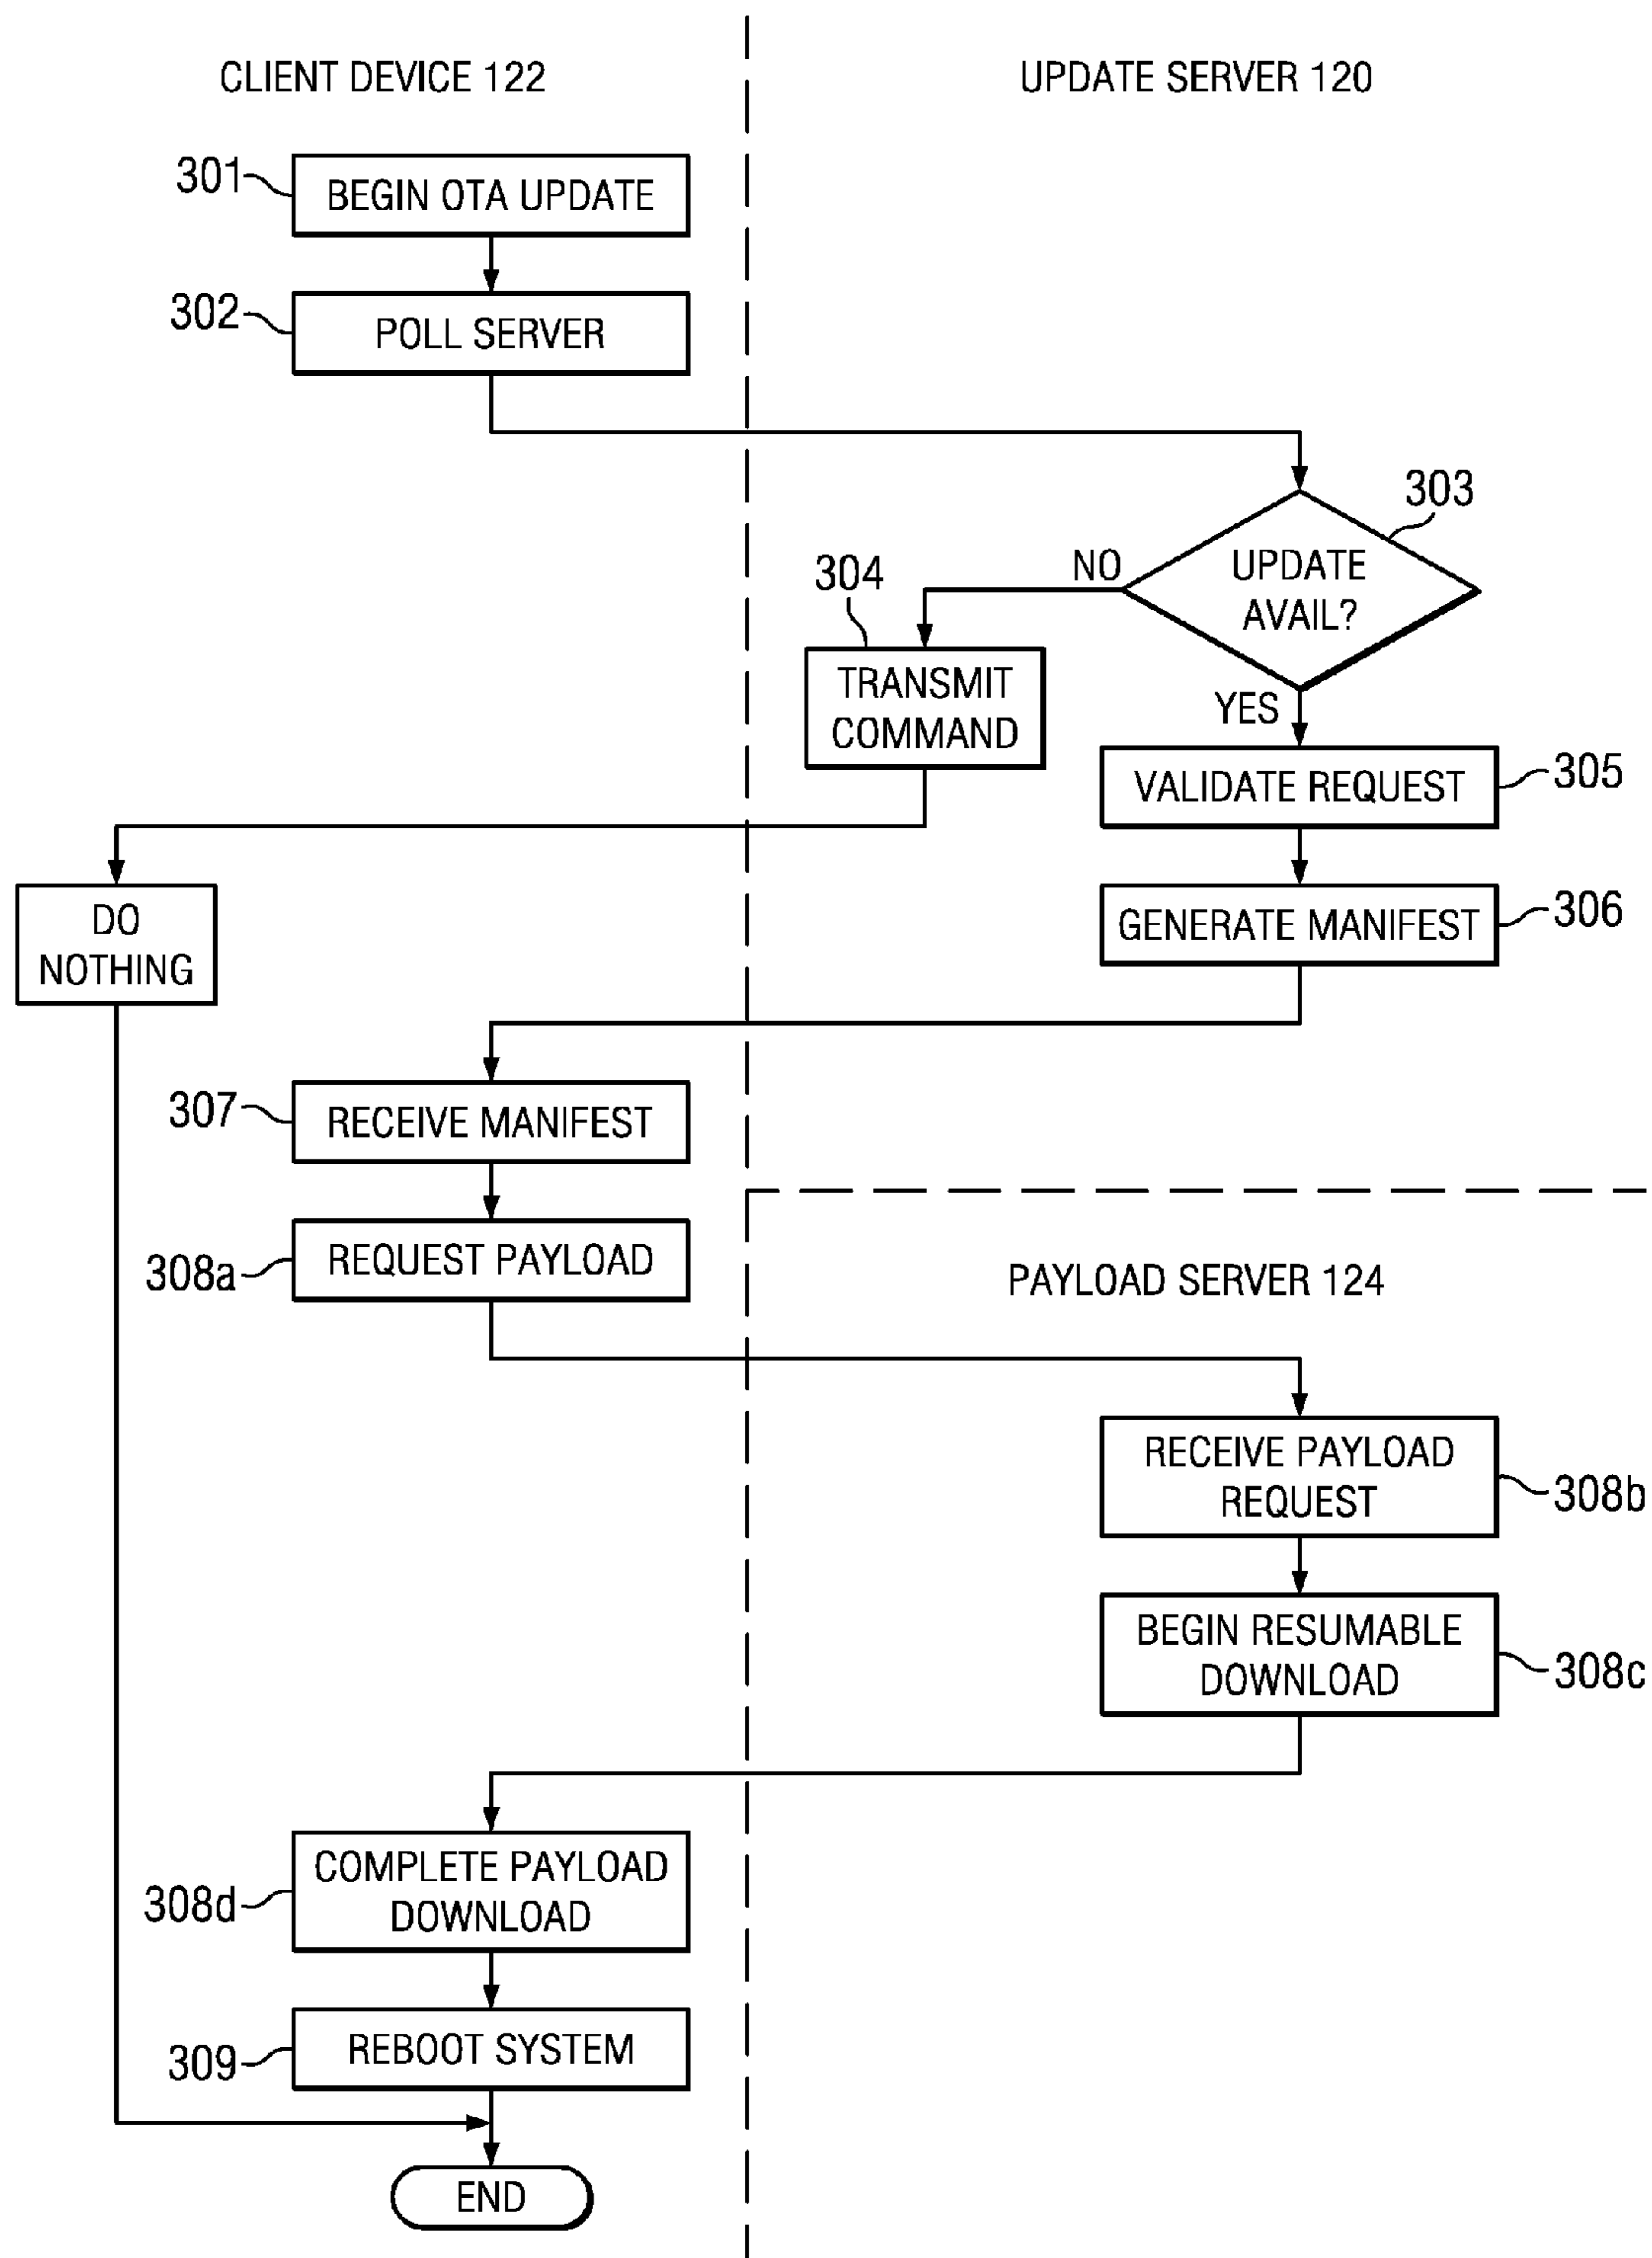 CLIENT DEVICE 122
UPDATE SERVER 120
301
BEGIN OTA UPDATE
302
POLL SERVER
303
UPDATE
AVAIL?
NO
304
TRANSMIT
COMMAND
YES
VALIDATE REQUEST
305
DO
NOTHING
GENERATE MANIFEST
306
307
RECEIVE MANIFEST
308a
REQUEST PAYLOAD
PAYLOAD SERVER 124
RECEIVE PAYLOAD
REQUEST
308b
BEGIN RESUMABLE
DOWNLOAD
308c
COMPLETE PAYLOAD
DOWNLOAD
308d
REBOOT SYSTEM
309
END